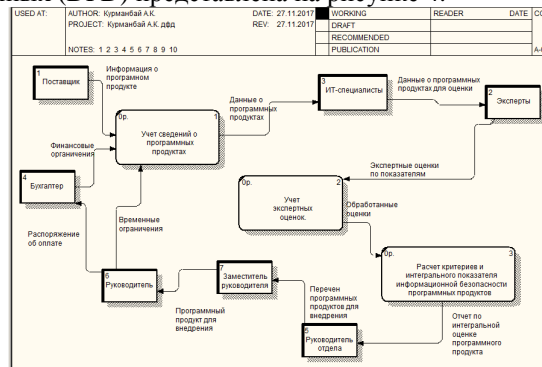 USED AT:
AUTHOR: Курманбай А.К.
DATE: 27.11.2017
WORKING
READER
DATE
PROJECT: Курманбай А.К. дфд
REV: 27.11.2017
DRAFT
RECOMMENDED
NOTES: 1 2 3 4 5 6 7 8 9 10
PUBLICATION
1
Поставщик
Информация о
програмном
продукте
0р.
1
Учет сведений о
программных
продуктах
Данные о
программных
продуктах
3
ИТ-специалисты
Данные о программных
продуктах для оценки
2
Эксперты
Финансовые
органичения
4
Бухгалтер
Экспертные оценки
по показателям
0р.
2
Учет
экспертных
оценок.
Обработанные
оценки
Временные
ограничения
Распоряжение
об оплате
6
Руководитель
7
Заместитель
руководителя
Программный
продукт для
внедрения
Перечен
программных
продуктов для
внедрения
5
Руководитель
отдела
0р.
3
Расчет критериев и
интегрального показателя
информационной безопасности
программных продуктов
Отчет по
интегральной
оценке
программного
продукта